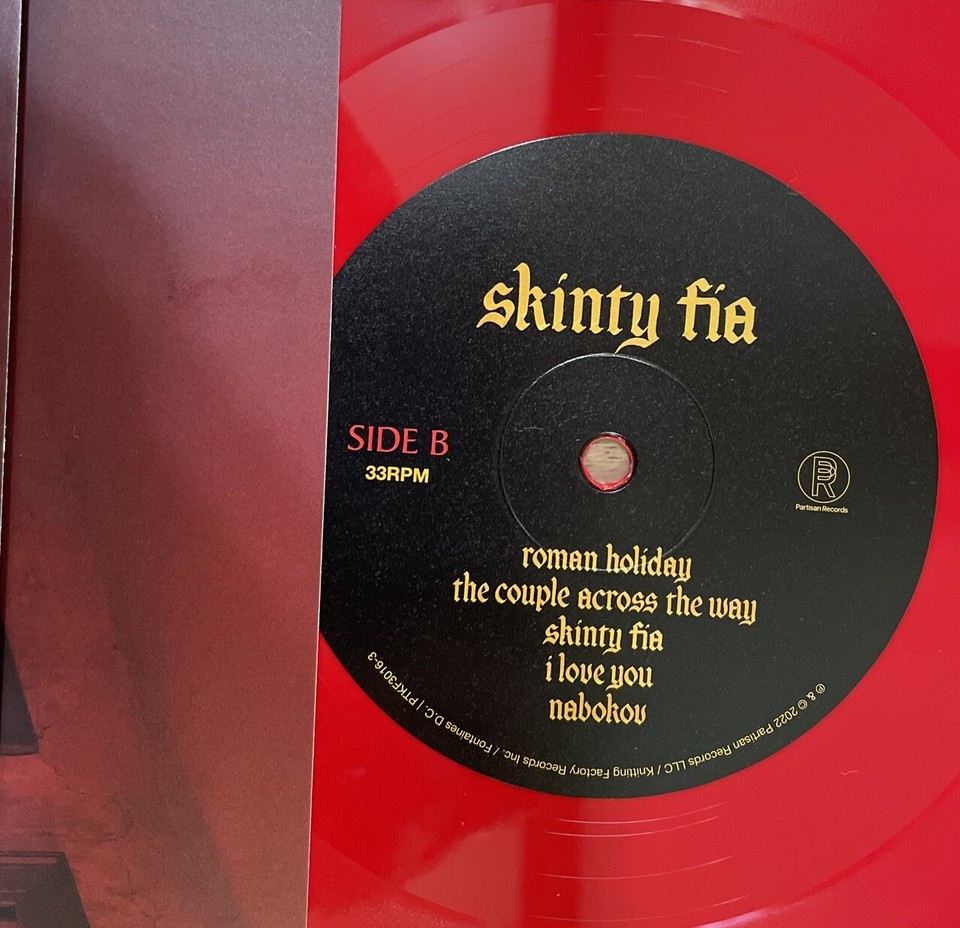 skinty fia
SIDE B
33RPM
Partisan Records
roman holiday
the couple across the way
skinty fia
i love you
nabokov
℗ & © 2022 Partisan Records LLC / Knitting Factory Records Inc. / Fontaines D.C. | PTKF3016-3